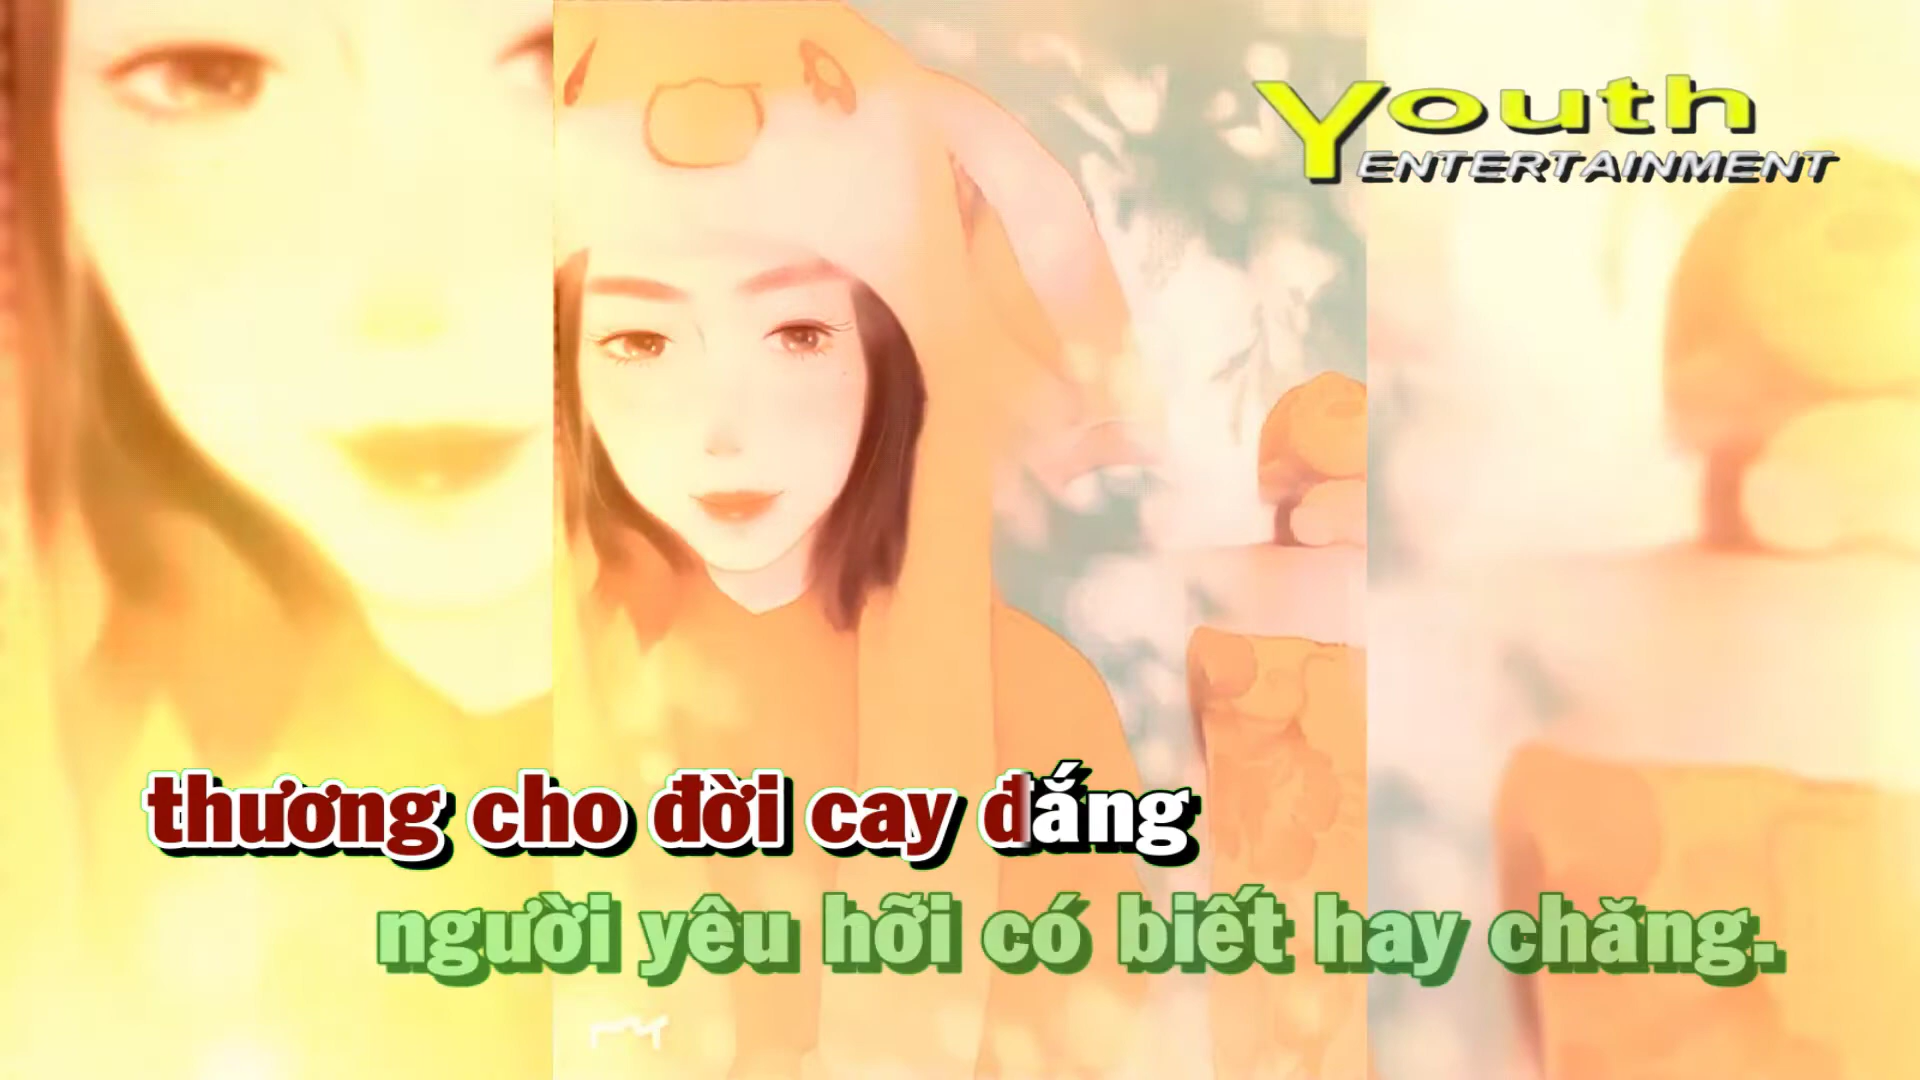 Youth
ENTERTAINMENT
thương cho đời cay đắng
người yêu hỡi có biết hay chăng.